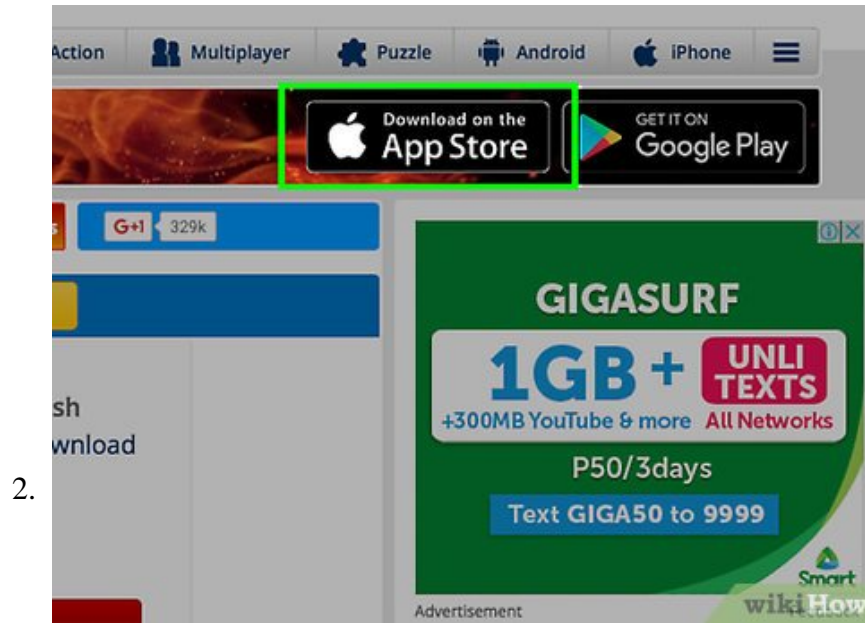 Action
Multiplayer
Puzzle
Android
iPhone
Download on the
App Store
GET IT ON
Google Play
G+1
329k
GIGASURF
1GB +
UNLI
TEXTS
+300MB YouTube & more
All Networks
sh
wnload
P50/3days
2.
Text GIGA50 to 9999
Smart
Advertisement
wikiHow